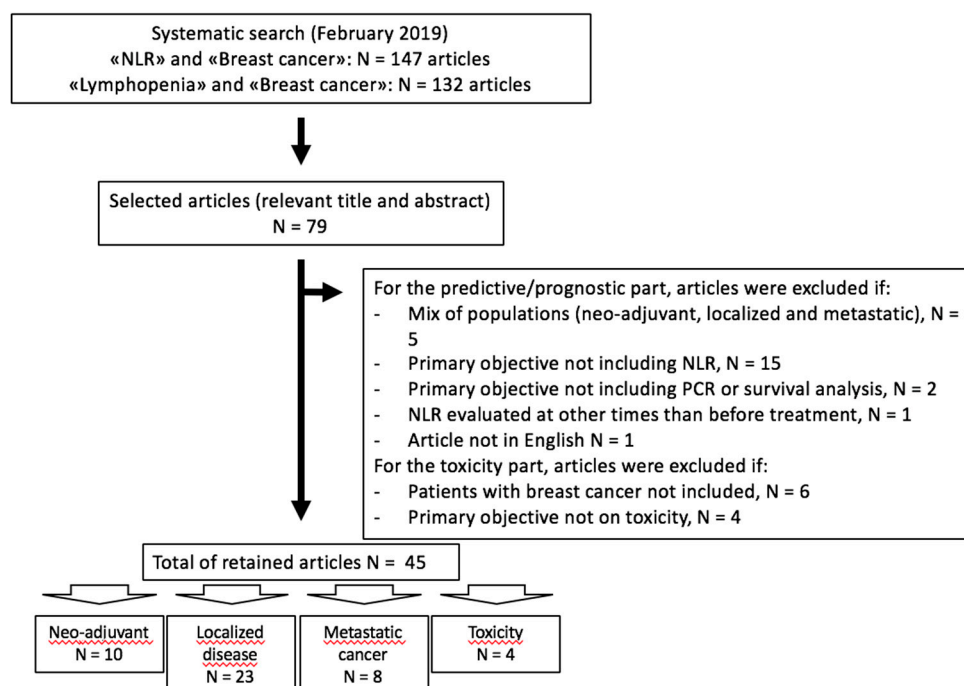 Systematic search (February 2019)
«NLR» and «Breast cancer»: N = 147 articles
«Lymphopenia» and «Breast cancer»: N = 132 articles
Selected articles (relevant title and abstract)
N = 79
For the predictive/prognostic part, articles were excluded if:
- Mix of populations (neo-adjuvant, localized and metastatic), N =
5
- Primary objective not including NLR, N = 15
- Primary objective not including PCR or survival analysis, N = 2
- NLR evaluated at other times than before treatment, N = 1
- Article not in English N = 1
For the toxicity part, articles were excluded if:
- Patients with breast cancer not included, N = 6
- Primary objective not on toxicity, N = 4
Total of retained articles N = 45
Neo-adjuvant
N = 10
Localized
disease
N = 23
Metastatic
cancer
N = 8
Toxicity
N = 4